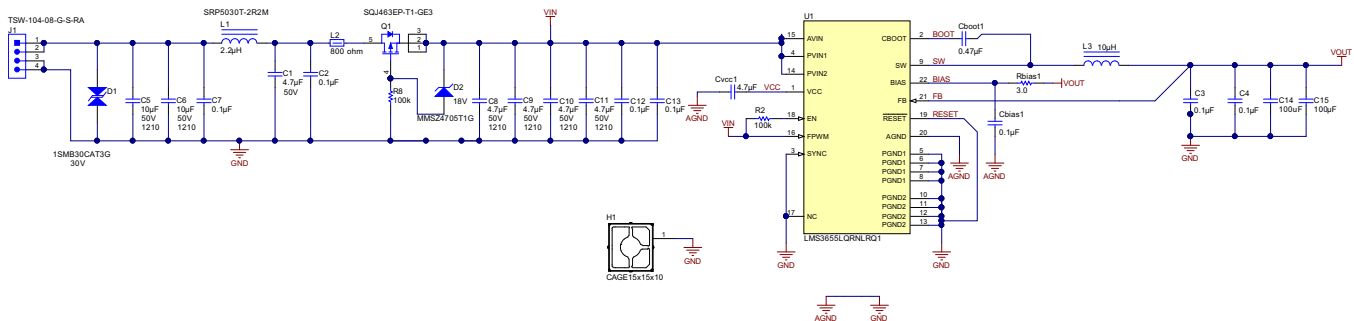 TSW-104-08-G-S-RA
J1
1
2
3
4
D1
1SMB30CAT3G
30V
C5
10µF
50V
1210
C6
10µF
50V
1210
C7
0.1µF
SRP5030T-2R2M
L1
2.2µH
GND
C1
4.7µF
50V
C2
0.1µF
L2
800 ohm
SQJ463EP-T1-GE3
Q1
5
3
2
1
4
R8
100k
D2
18V
MMSZ4705T1G
C8
4.7µF
50V
1210
C9
4.7µF
50V
1210
VIN
C10
4.7µF
50V
1210
C11
4.7µF
50V
1210
C12
0.1µF
C13
0.1µF
H1
1
CAGE15x15x10
GND
Cvcc1
4.7µF
VCC
AGND
VIN
R2
100k
U1
15
4
14
1
18
16
3
17
AVIN
PVIN1
PVIN2
VCC
EN
FPWM
SYNC
NC
CBOOT
SW
BIAS
FB
RESET
AGND
PGND1
PGND1
PGND1
PGND1
PGND2
PGND2
PGND2
PGND2
2
9
22
21
19
20
5
6
7
8
10
11
12
13
LMS3655LQRNLRQ1
GND
GND
BOOT
SW
BIAS
FB
RESET
AGND
Cboot1
0.47µF
Rbias1
3.0
VOUT
Cbias1
0.1µF
AGND
L3
10µH
VOUT
C3
0.1µF
C4
0.1µF
C14
100uF
C15
100µF
GND
AGND
GND